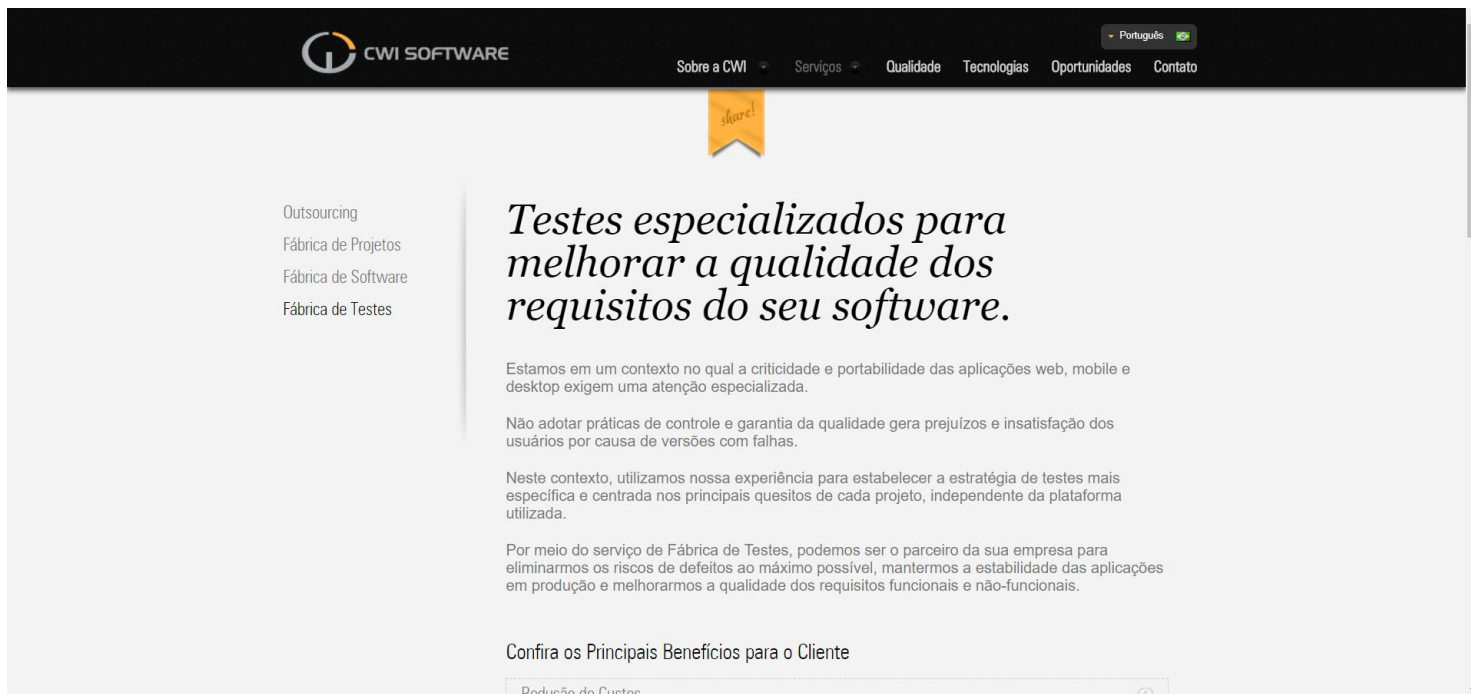 CWI SOFTWARE
Português
Sobre a CWI
Serviços
Qualidade
Tecnologias
Oportunidades
Contato
share!
Outsourcing
Fábrica de Projetos
Fábrica de Software
Fábrica de Testes
Testes especializados para
melhorar a qualidade dos
requisitos do seu software.
Estamos em um contexto no qual a criticidade e portabilidade das aplicações web, mobile e
desktop exigem uma atenção especializada.
Não adotar práticas de controle e garantia da qualidade gera prejuízos e insatisfação dos
usuários por causa de versões com falhas.
Neste contexto, utilizamos nossa experiência para estabelecer a estratégia de testes mais
específica e centrada nos principais quesitos de cada projeto, independente da plataforma
utilizada.
Por meio do serviço de Fábrica de Testes, podemos ser o parceiro da sua empresa para
eliminarmos os riscos de defeitos ao máximo possível, mantermos a estabilidade das aplicações
em produção e melhorarmos a qualidade dos requisitos funcionais e não-funcionais.
Confira os Principais Benefícios para o Cliente
Redução de Custos